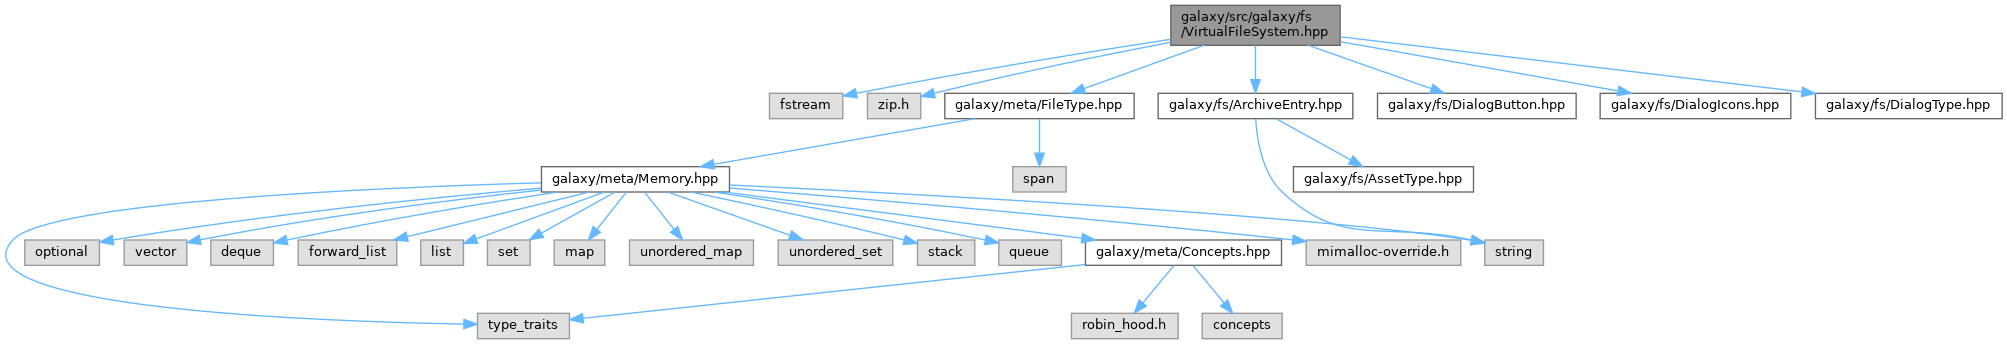 galaxy/src/galaxy/fs
/VirtualFileSystem.hpp
fstream
zip.h
galaxy/meta/FileType.hpp
galaxy/fs/ArchiveEntry.hpp
galaxy/fs/DialogButton.hpp
galaxy/fs/DialogIcons.hpp
galaxy/fs/DialogType.hpp
galaxy/meta/Memory.hpp
span
galaxy/fs/AssetType.hpp
optional
vector
deque
forward_list
list
set
map
unordered_map
unordered_set
stack
queue
galaxy/meta/Concepts.hpp
mimalloc-override.h
string
type_traits
robin_hood.h
concepts